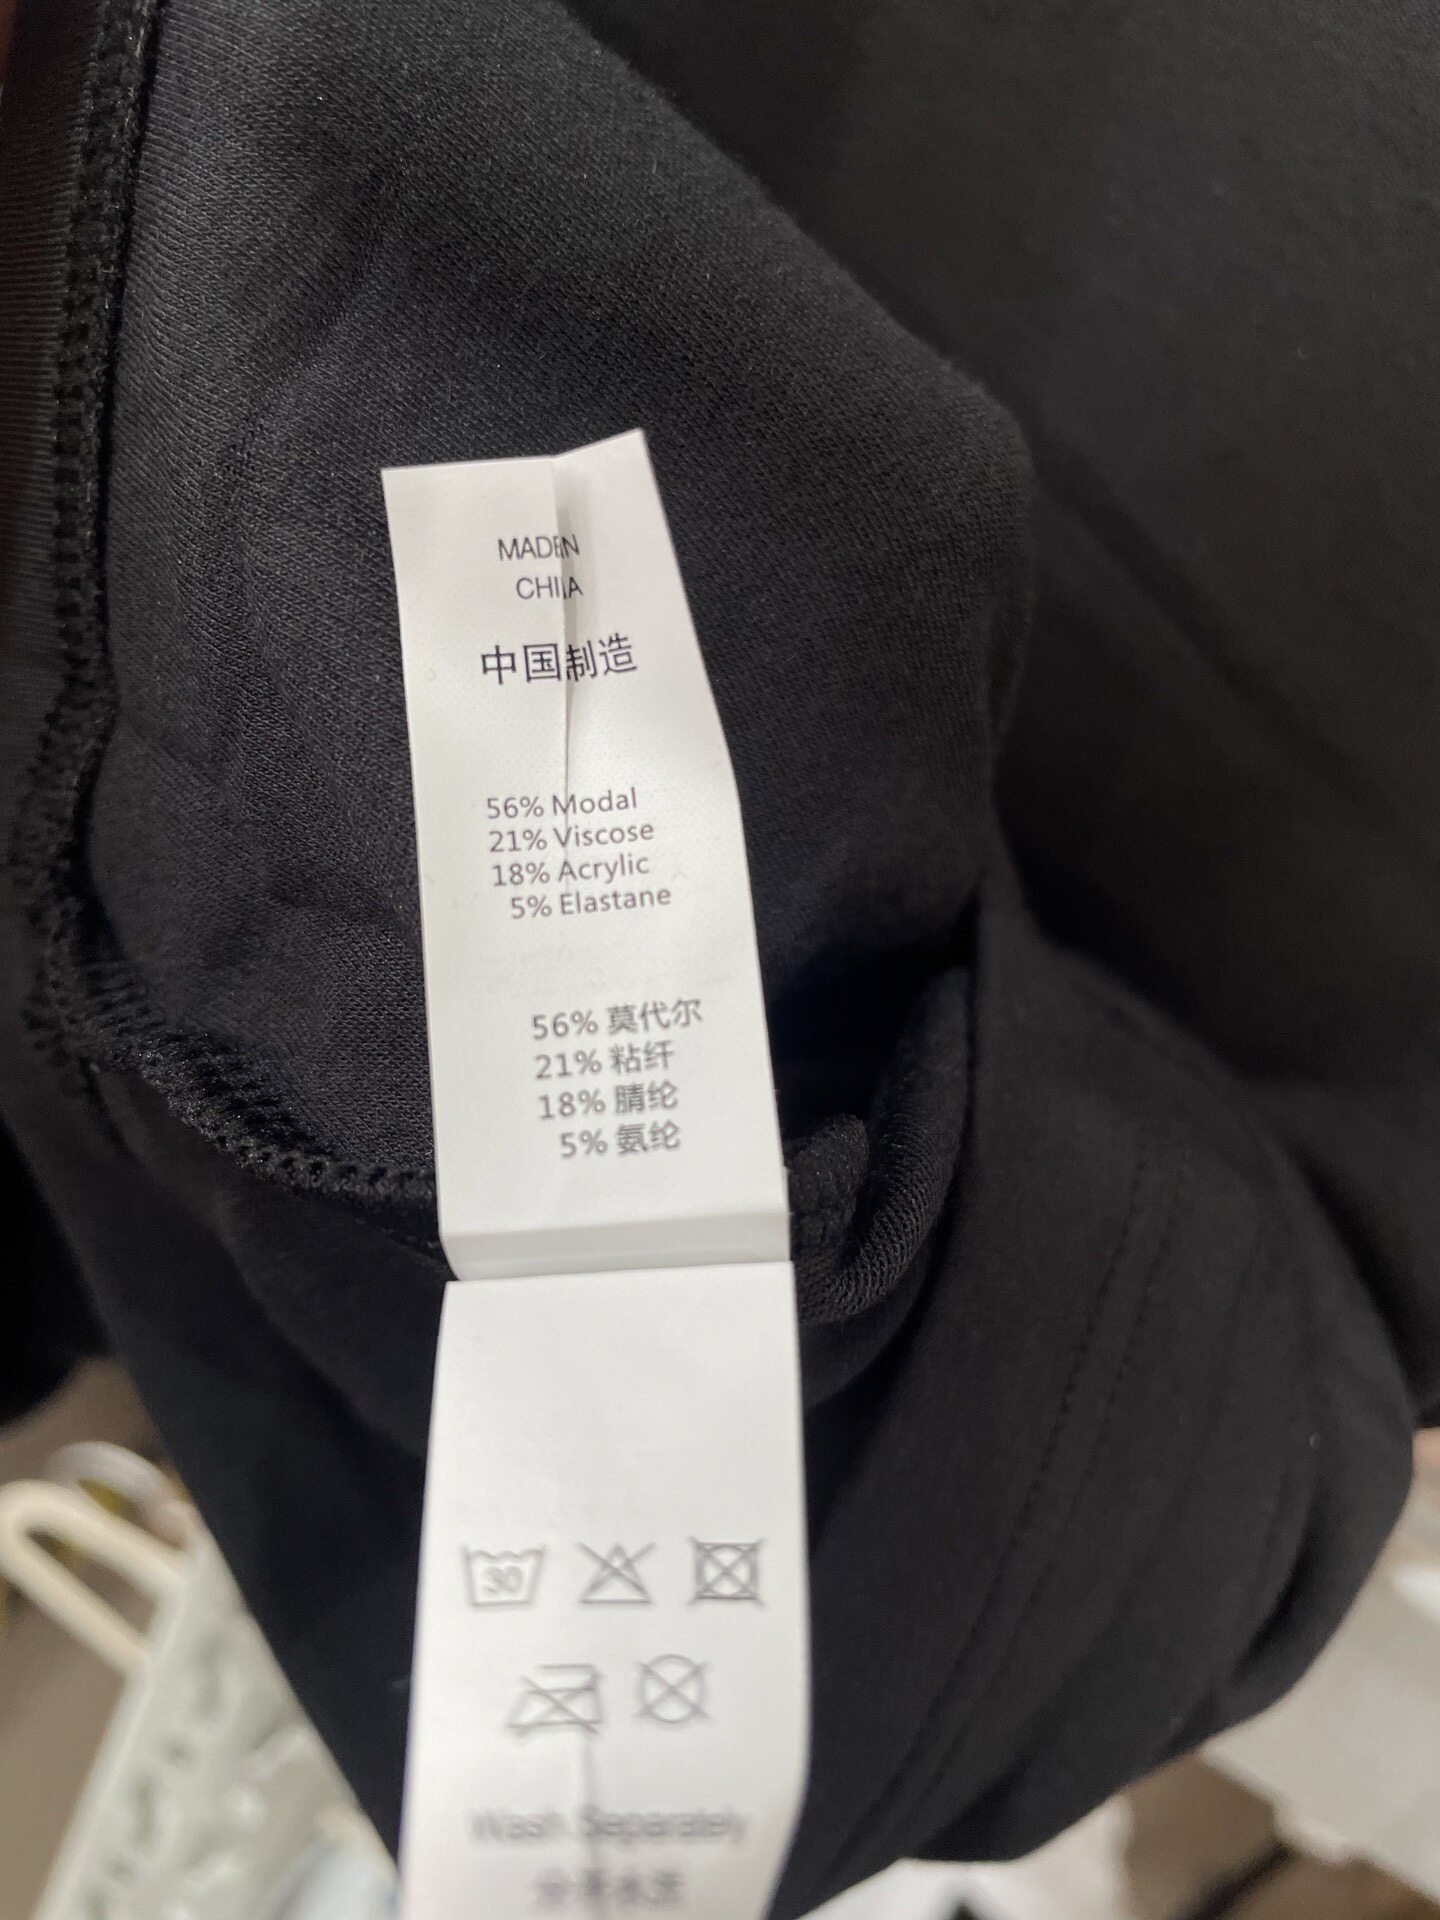 MADE IN
CHINA
中国制造
56% Modal
21% Viscose
18% Acrylic
5% Elastane
56% 莫代尔
21% 粘纤
18% 腈纶
5% 氨纶
30
Wash Separately